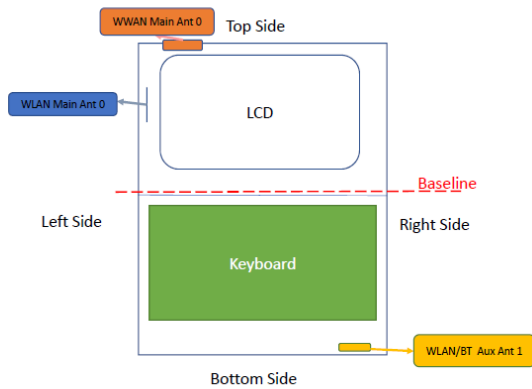 WWAN Main Ant 0
Top Side
WLAN Main Ant 0
LCD
Baseline
Left Side
Right Side
Keyboard
WLAN/BT Aux Ant 1
Bottom Side